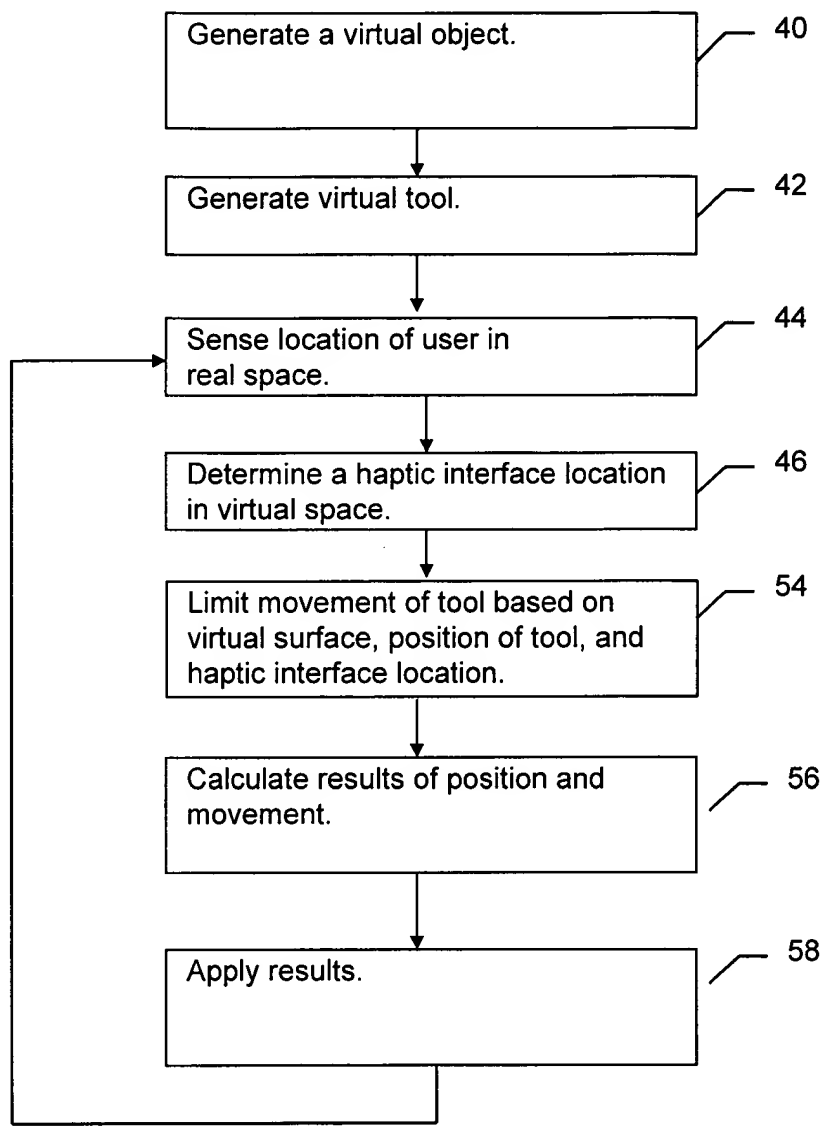 Generate a virtual object.
40
Generate virtual tool.
42
Sense location of user in
real space.
44
Determine a haptic interface location
in virtual space.
46
Limit movement of tool based on
virtual surface, position of tool, and
haptic interface location.
54
Calculate results of position and
movement.
56
Apply results.
58